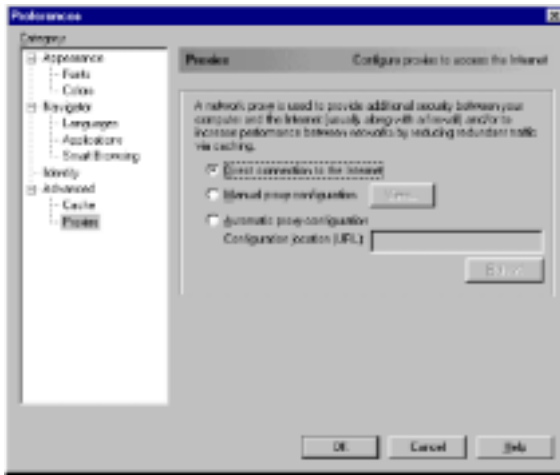 Preferences
Category:
Appearance
Fonts
Colors
Navigator
Languages
Applications
Smart Browsing
Identity
Advanced
Cache
Proxies
Proxies Configure proxies to access the Internet
A network proxy is used to provide additional security between your
computer and the Internet (usually along with a firewall) and/or to
increase performance between networks by reducing redundant traffic
via caching.
Direct connection to the Internet
Manual proxy configuration View...
Automatic proxy configuration
Configuration location (URL):
OK Cancel Help